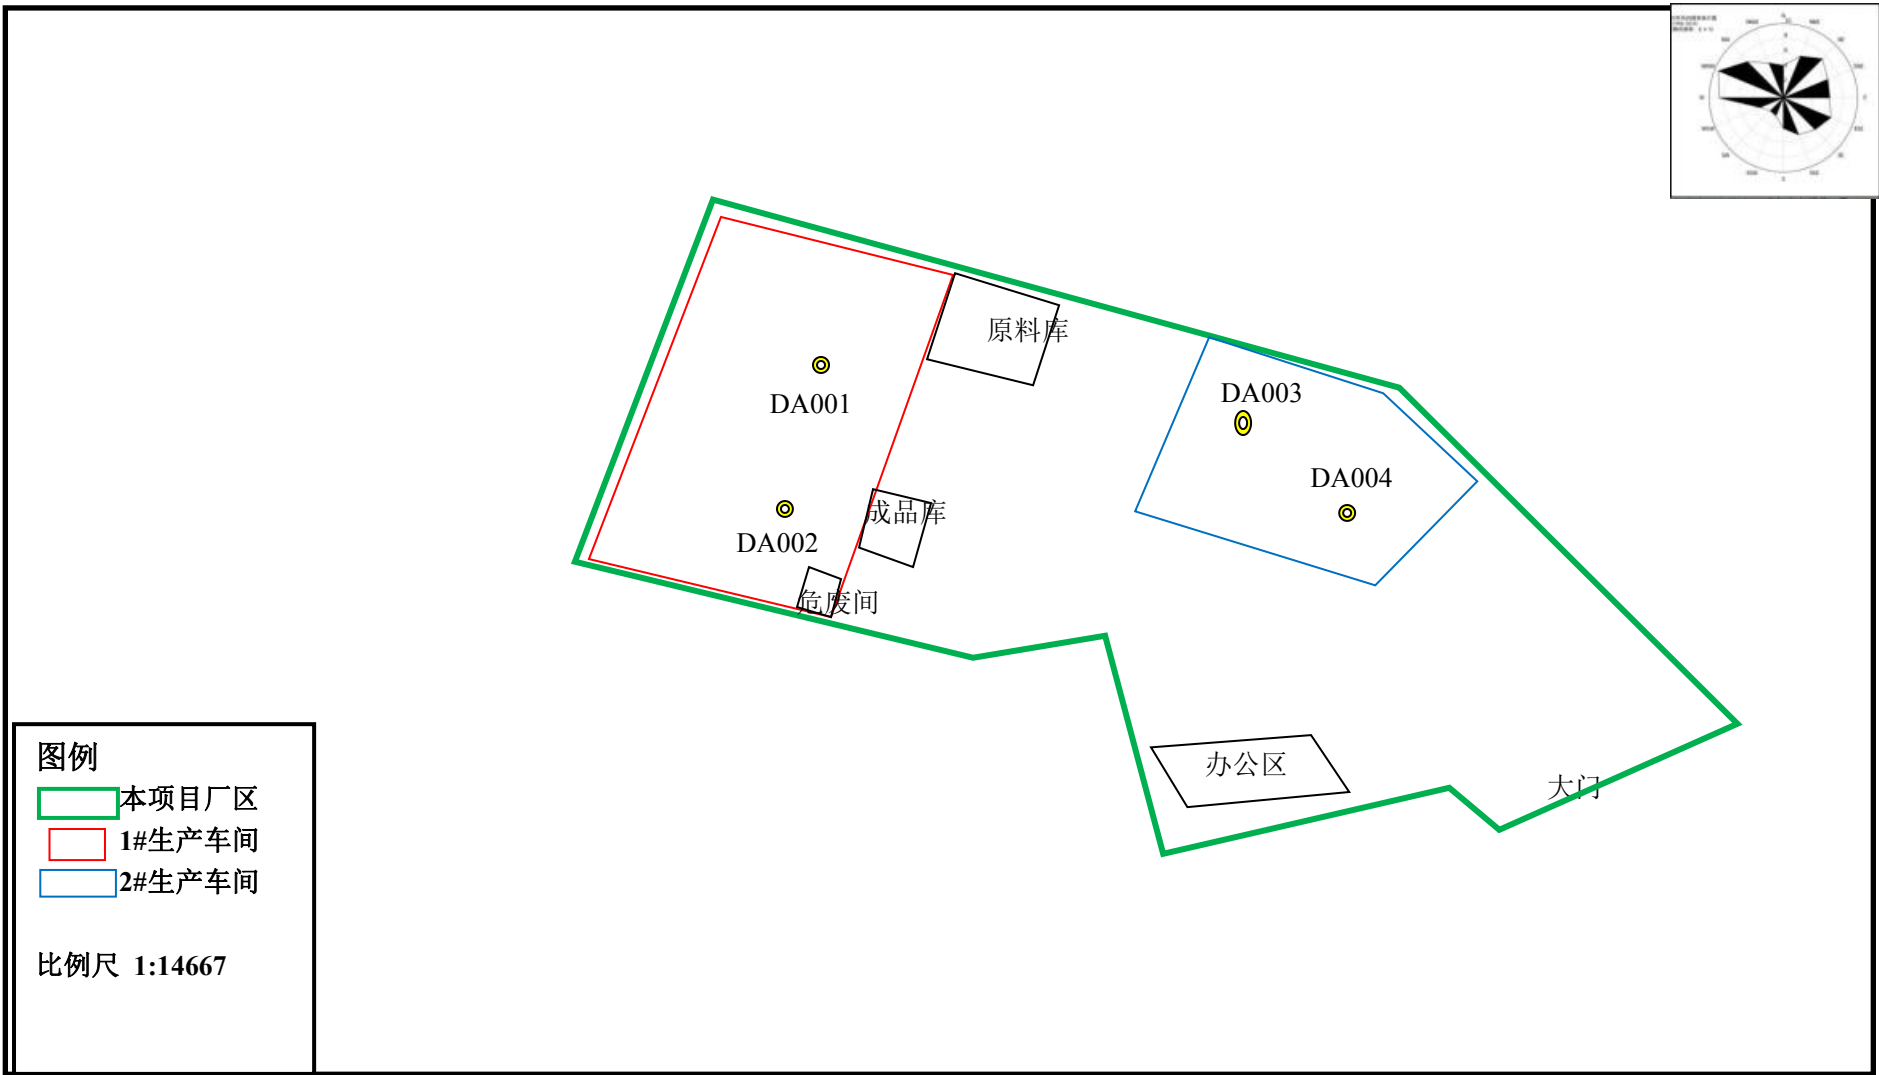 原料库
DA001
DA003
DA004
成品库
DA002
危废间
办公区
大门
图例
本项目厂区
1#生产车间
2#生产车间
比例尺 1:14667